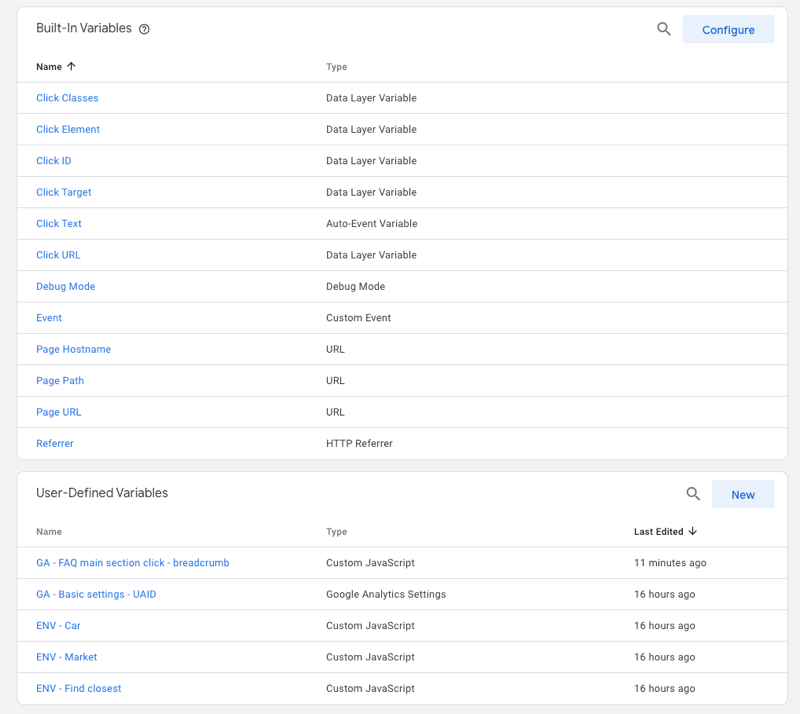 Built-In Variables
Configure
Name Type
Click Classes Data Layer Variable
Click Element Data Layer Variable
Click ID Data Layer Variable
Click Target Data Layer Variable
Click Text Auto-Event Variable
Click URL Data Layer Variable
Debug Mode Debug Mode
Event Custom Event
Page Hostname URL
Page Path URL
Page URL URL
Referrer HTTP Referrer
User-Defined Variables
New
Name Type Last Edited
GA - FAQ main section click - breadcrumb Custom JavaScript 11 minutes ago
GA - Basic settings - UAID Google Analytics Settings 16 hours ago
ENV - Car Custom JavaScript 16 hours ago
ENV - Market Custom JavaScript 16 hours ago
ENV - Find closest Custom JavaScript 16 hours ago